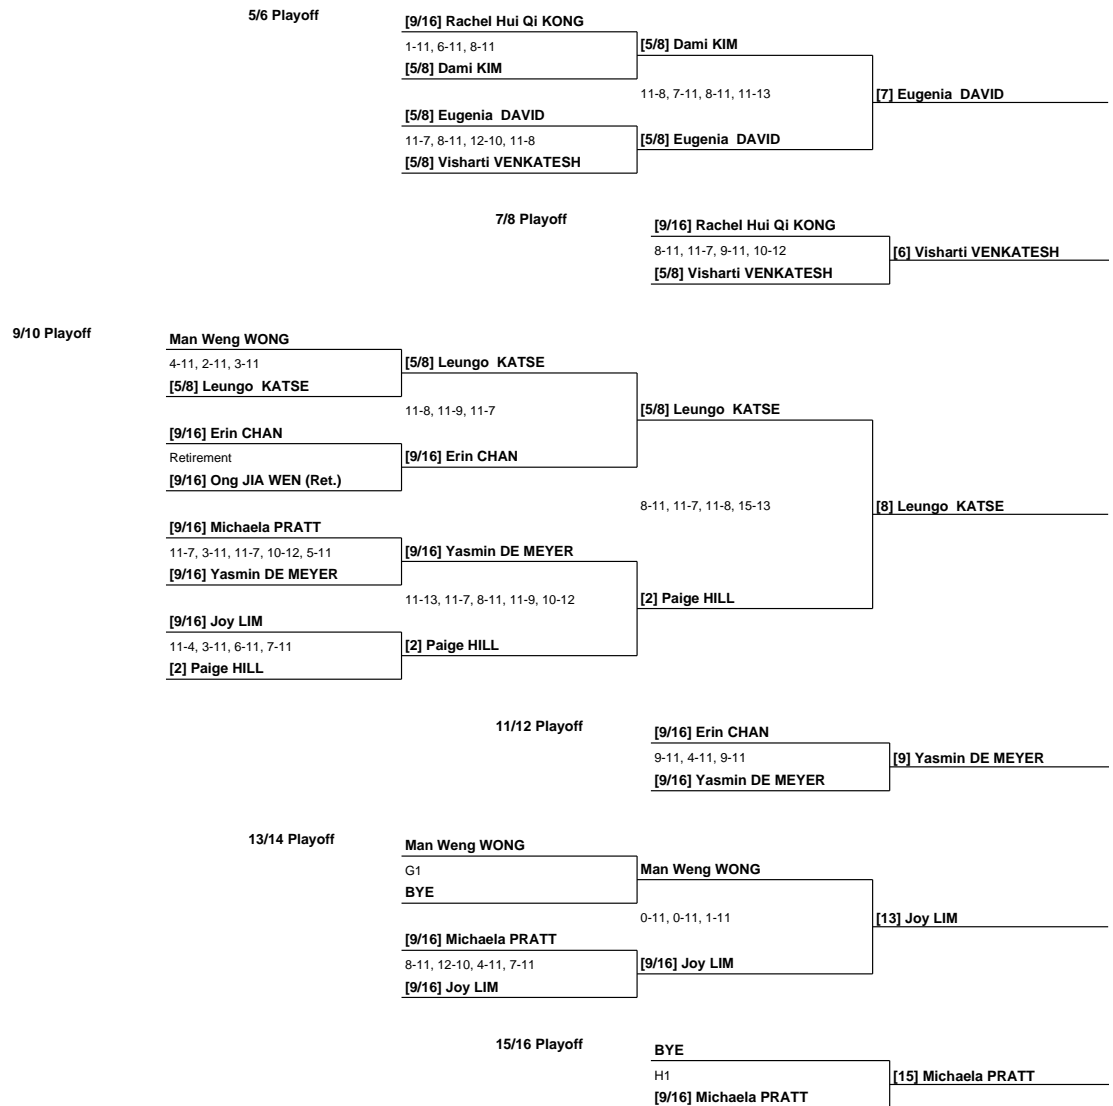 5/6 Playoff
[9/16] Rachel Hui Qi KONG
1-11, 6-11, 8-11
[5/8] Dami KIM
[5/8] Dami KIM
11-8, 7-11, 8-11, 11-13
[7] Eugenia  DAVID
[5/8] Eugenia  DAVID
11-7, 8-11, 12-10, 11-8
[5/8] Eugenia  DAVID
[5/8] Visharti VENKATESH
7/8 Playoff
[9/16] Rachel Hui Qi KONG
8-11, 11-7, 9-11, 10-12
[6] Visharti VENKATESH
[5/8] Visharti VENKATESH
9/10 Playoff
Man Weng WONG
4-11, 2-11, 3-11
[5/8] Leungo  KATSE
[5/8] Leungo  KATSE
11-8, 11-9, 11-7
[5/8] Leungo  KATSE
[9/16] Erin CHAN
Retirement
[9/16] Erin CHAN
[9/16] Ong JIA WEN (Ret.)
8-11, 11-7, 11-8, 15-13
[8] Leungo  KATSE
[9/16] Michaela PRATT
11-7, 3-11, 11-7, 10-12, 5-11
[9/16] Yasmin DE MEYER
[9/16] Yasmin DE MEYER
11-13, 11-7, 8-11, 11-9, 10-12
[2] Paige HILL
[9/16] Joy LIM
11-4, 3-11, 6-11, 7-11
[2] Paige HILL
[2] Paige HILL
11/12 Playoff
[9/16] Erin CHAN
9-11, 4-11, 9-11
[9] Yasmin DE MEYER
[9/16] Yasmin DE MEYER
13/14 Playoff
Man Weng WONG
G1
Man Weng WONG
BYE
0-11, 0-11, 1-11
[13] Joy LIM
[9/16] Michaela PRATT
8-11, 12-10, 4-11, 7-11
[9/16] Joy LIM
[9/16] Joy LIM
15/16 Playoff
BYE
H1
[15] Michaela PRATT
[9/16] Michaela PRATT